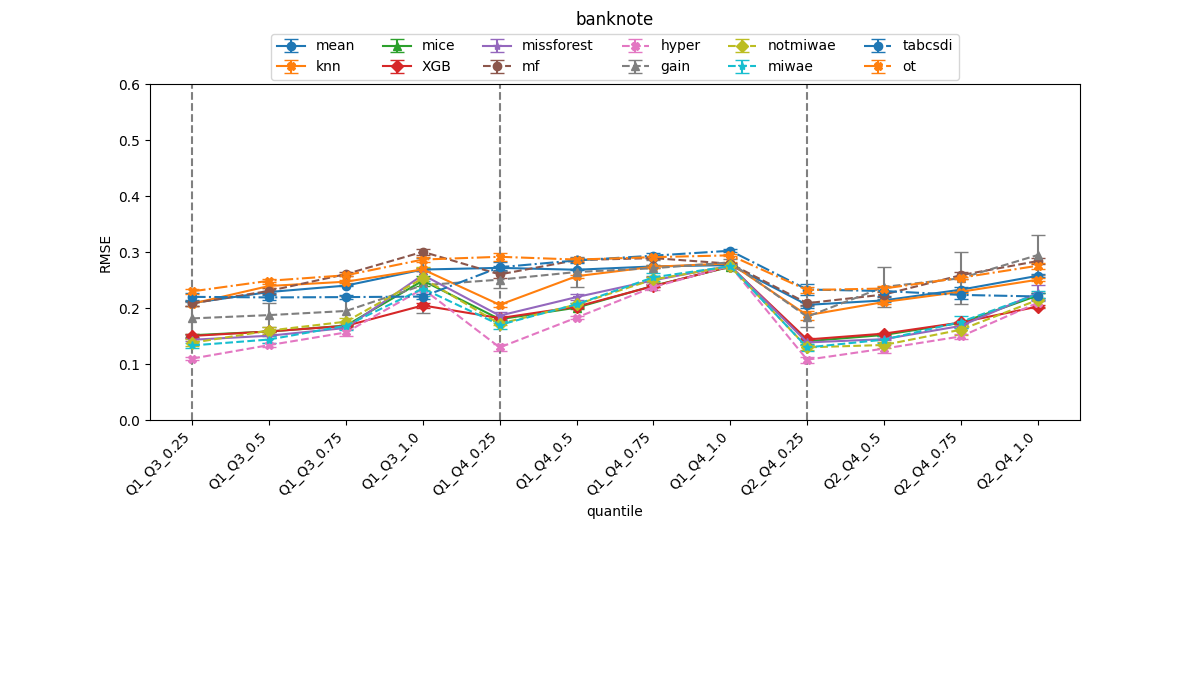 banknote
mean mice missforest hyper notmiwae tabcsdi
knn XGB mf gain miwae ot
0.6
0.5
0.4
0.3
0.2
0.1
0.0
RMSE
Q1_Q3_0.25 Q1_Q3_0.5 Q1_Q3_0.75 Q1_Q3_1.0 Q1_Q4_0.25 Q1_Q4_0.5 Q1_Q4_0.75 Q1_Q4_1.0 Q2_Q4_0.25 Q2_Q4_0.5 Q2_Q4_0.75 Q2_Q4_1.0
quantile